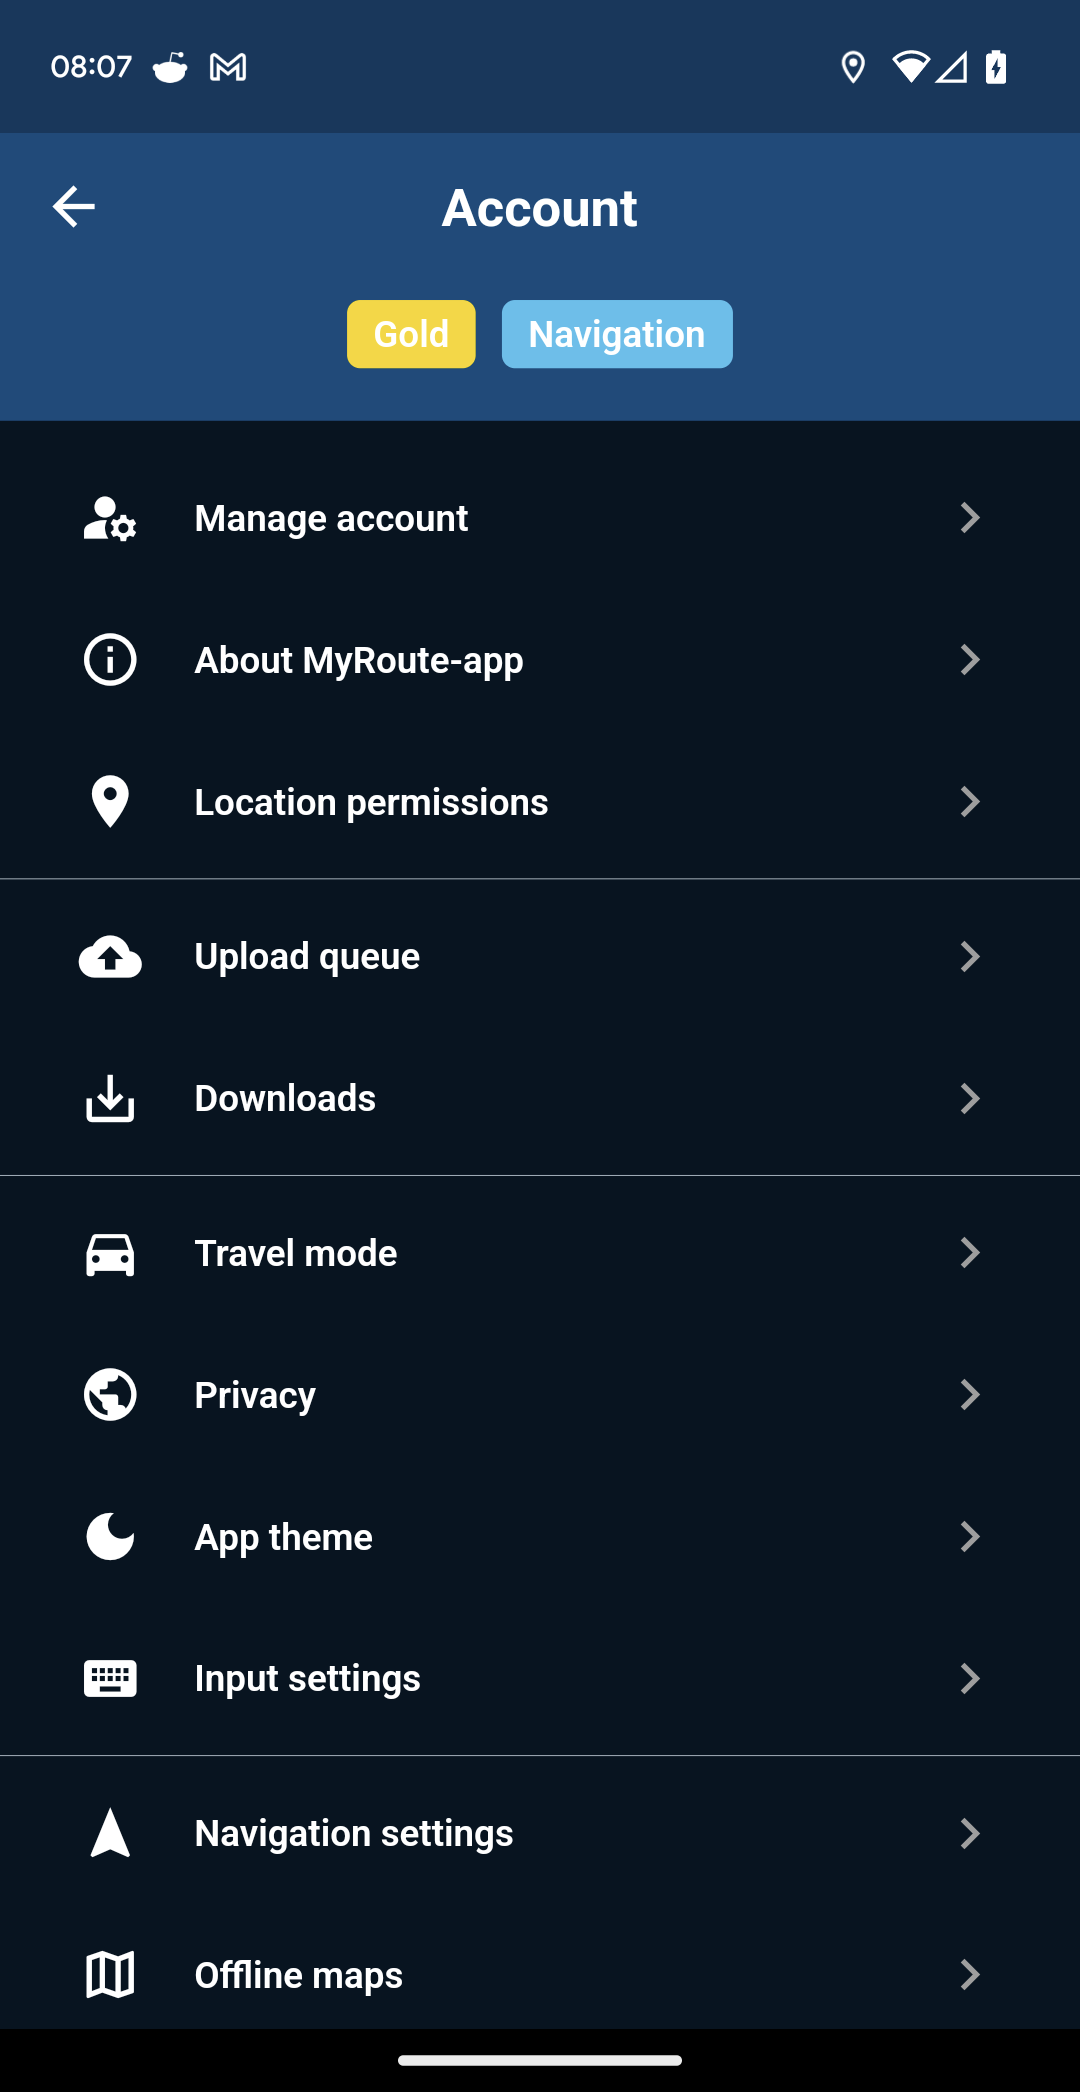 08:07
Account
Gold Navigation
Manage account
About MyRoute-app
Location permissions
Upload queue
Downloads
Travel mode
Privacy
App theme
Input settings
Navigation settings
Offline maps